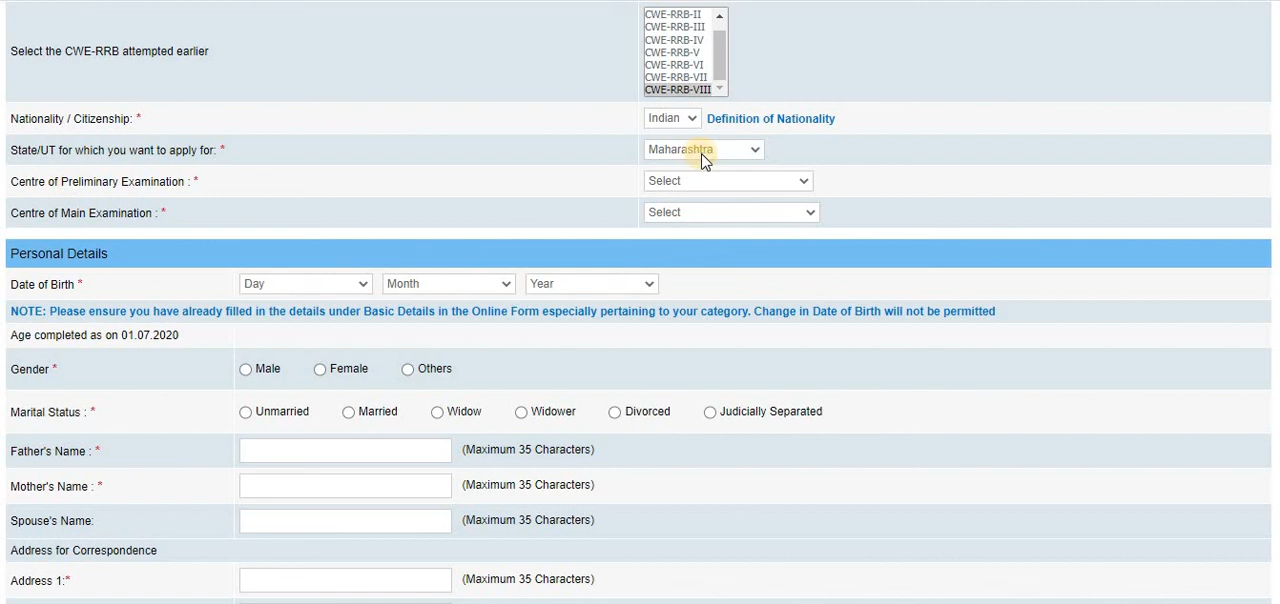 CWE-RRB-II
CWE-RRB-III
CWE-RRB-IV
Select the CWE-RRB attempted earlier
CWE-RRB-V
CWE-RRB-VI
CWE-RRB-VII
CWE-RRB-VIII
Nationality / Citizenship: * Indian Definition of Nationality
State/UT for which you want to apply for: * Maharashtra
Centre of Preliminary Examination : * Select
Centre of Main Examination : * Select
Personal Details
Date of Birth * Day Month Year
NOTE: Please ensure you have already filled in the details under Basic Details in the Online Form especially pertaining to your category. Change in Date of Birth will not be permitted
Age completed as on 01.07.2020
Gender * Male Female Others
Marital Status : * Unmarried Married Widow Widower Divorced Judicially Separated
Father's Name : * (Maximum 35 Characters)
Mother's Name : * (Maximum 35 Characters)
Spouse's Name: (Maximum 35 Characters)
Address for Correspondence
Address 1:* (Maximum 35 Characters)